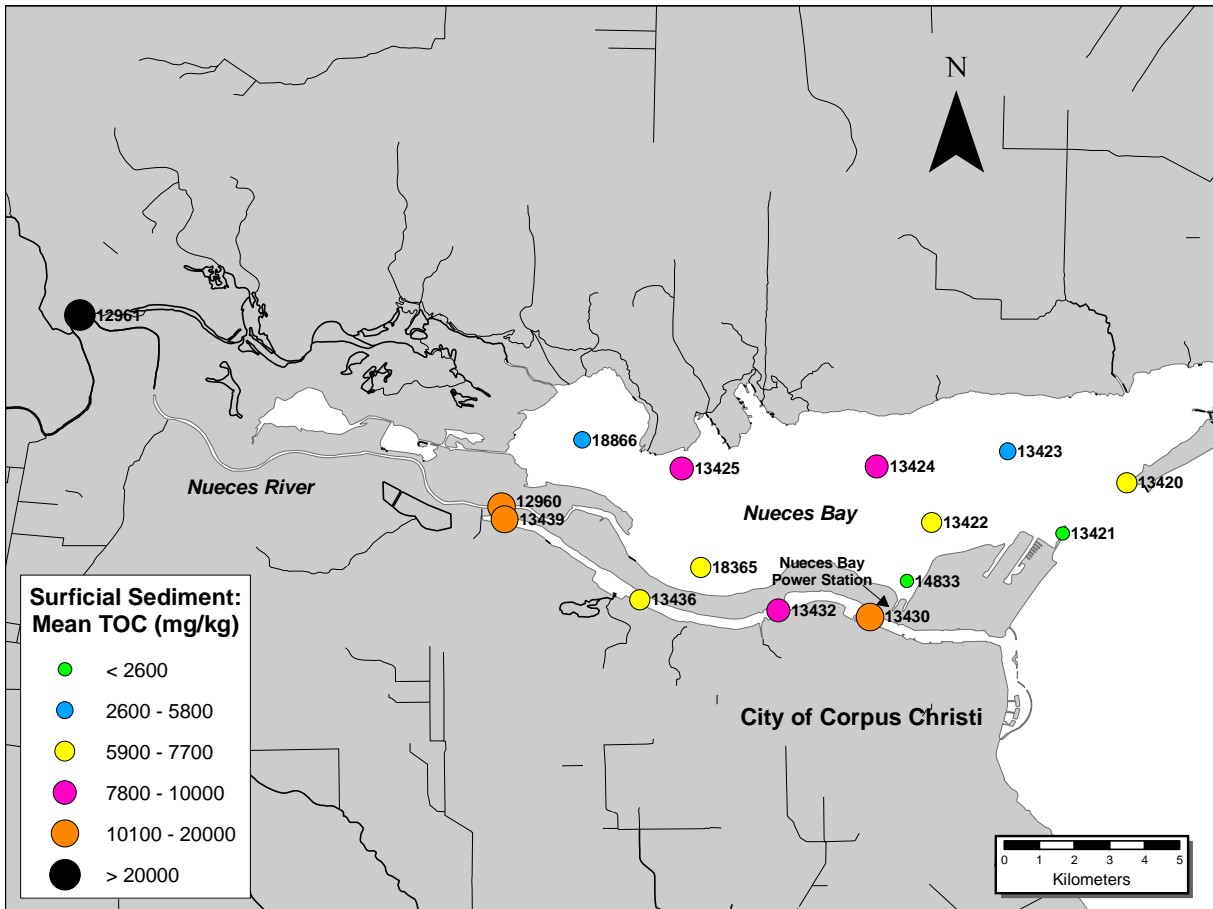 N
12961
18866
13425
13424
13423
13420
Nueces River
12960
13439
Nueces Bay
13422
13421
18365
Nueces Bay
Power Station
14833
13436
13432
13430
City of Corpus Christi
Surficial Sediment:
Mean TOC (mg/kg)
< 2600
2600 - 5800
5900 - 7700
7800 - 10000
10100 - 20000
> 20000
0 1 2 3 4 5
Kilometers